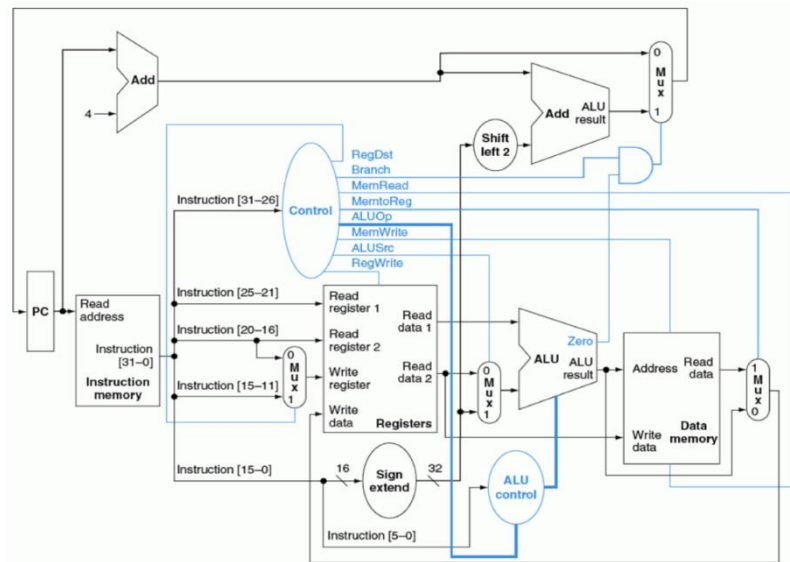 Add
4
0
M
u
x
1
Add
ALU
result
Shift
left 2
RegDst
Branch
MemRead
MemtoReg
ALUOp
MemWrite
ALUSrc
RegWrite
Control
Instruction [31–26]
Instruction [25–21]
Instruction [20–16]
Instruction [15–11]
Instruction [15–0]
Instruction [5–0]
PC
Read
address
Instruction
[31–0]
Instruction
memory
0
M
u
x
1
Read
register 1
Read
register 2
Write
register
Write
data
Read
data 1
Read
data 2
Registers
0
M
u
x
1
Zero
ALU
ALU
result
Address
Read
data
Write
data
Data
memory
1
M
u
x
0
16
Sign
extend
32
ALU
control